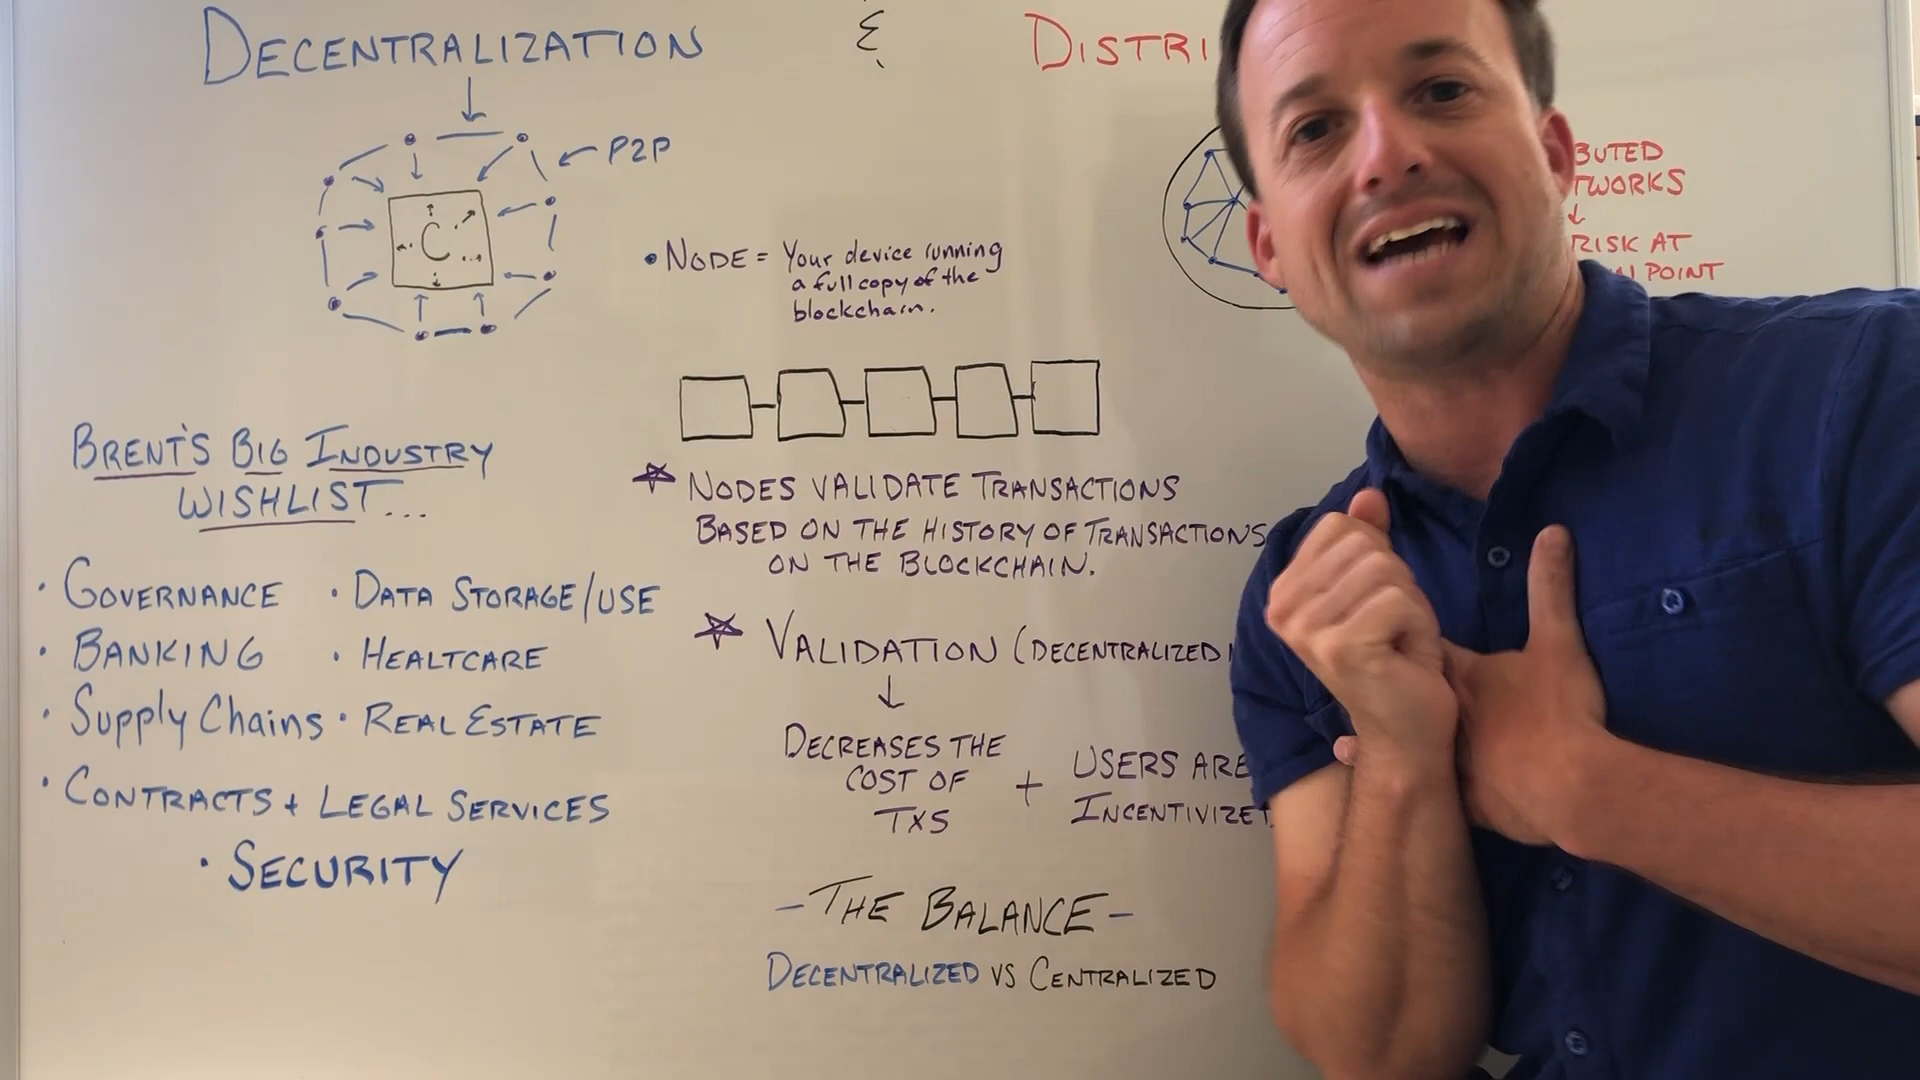 DECENTRALIZATION & DISTRI
P2P
C
• NODE = Your device running
a full copy of the
blockchain.
BUTED
TWORKS
↓
RISK AT
POINT
BRENT'S BIG INDUSTRY
WISHLIST...
• GOVERNANCE • DATA STORAGE/USE
• BANKING • HEALTCARE
• Supply Chains • REAL ESTATE
• CONTRACTS + LEGAL SERVICES
• SECURITY
NODES VALIDATE TRANSACTIONS
BASED ON THE HISTORY OF TRANSACTIONS
ON THE BLOCKCHAIN.
VALIDATION (DECENTRALIZED
↓
DECREASES THE
COST OF
TXS
+
USERS ARE
INCENTIVIZE
- THE BALANCE -
DECENTRALIZED VS CENTRALIZED